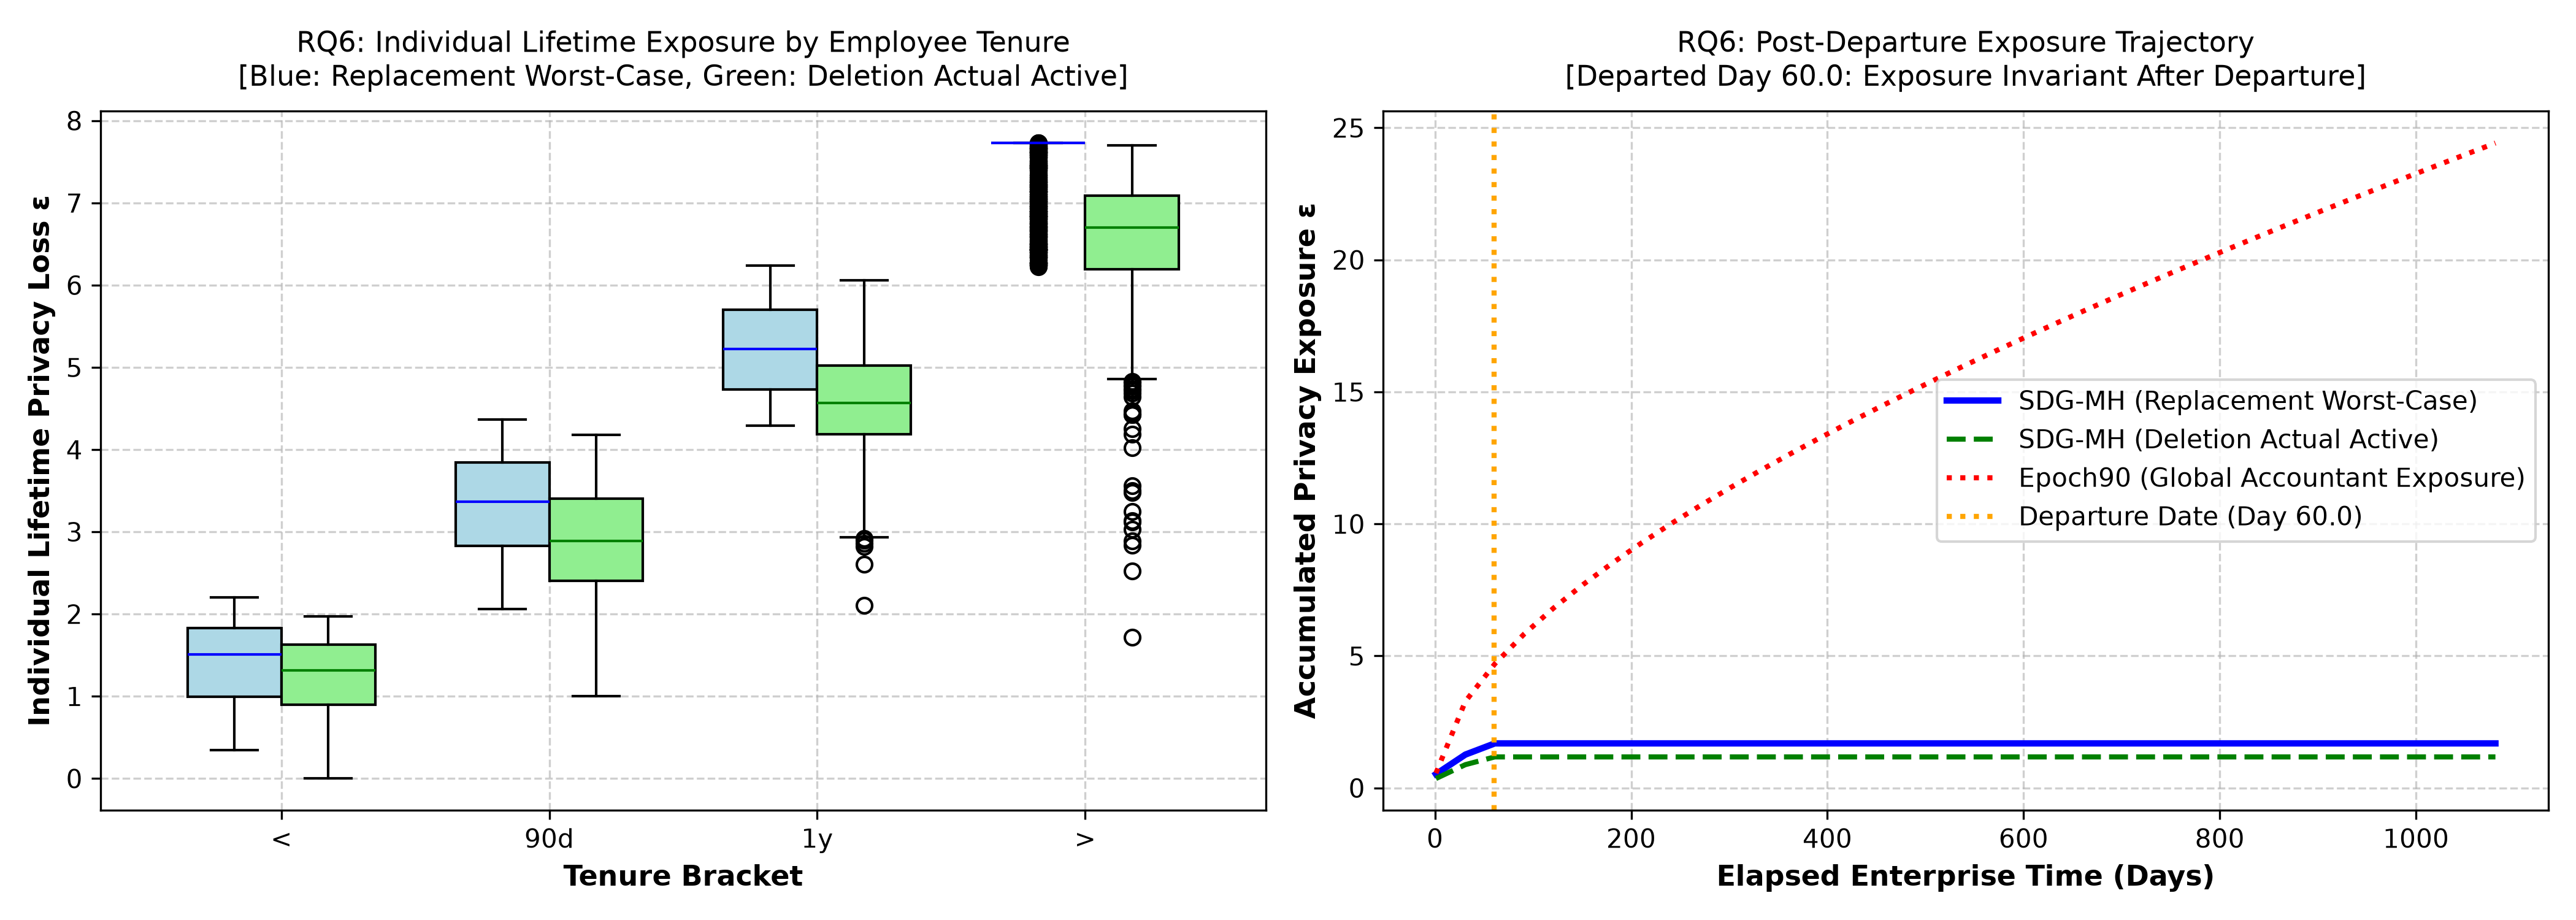 RQ6: Individual Lifetime Exposure by Employee Tenure
[Blue: Replacement Worst-Case, Green: Deletion Actual Active]
Individual Lifetime Privacy Loss ε
8
7
6
5
4
3
2
1
0
<
90d
1y
>
Tenure Bracket
RQ6: Post-Departure Exposure Trajectory
[Departed Day 60.0: Exposure Invariant After Departure]
Accumulated Privacy Exposure ε
25
20
15
10
5
0
SDG-MH (Replacement Worst-Case)
SDG-MH (Deletion Actual Active)
Epoch90 (Global Accountant Exposure)
Departure Date (Day 60.0)
0
200
400
600
800
1000
Elapsed Enterprise Time (Days)